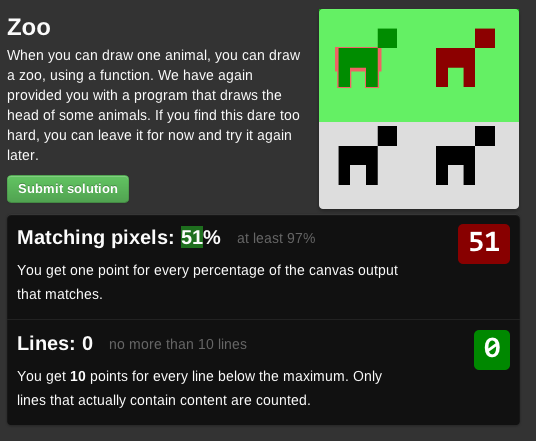 Zoo
When you can draw one animal, you can draw
a zoo, using a function. We have again
provided you with a program that draws the
head of some animals. If you find this dare too
hard, you can leave it for now and try it again
later.
Submit solution
Matching pixels: 51% at least 97%
51
You get one point for every percentage of the canvas output
that matches.
Lines: 0 no more than 10 lines
0
You get 10 points for every line below the maximum. Only
lines that actually contain content are counted.